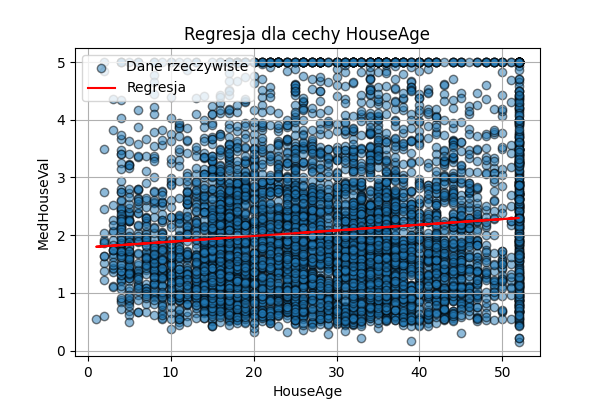 Regresja dla cechy HouseAge
Dane rzeczywiste
Regresja
MedHouseVal
5
4
3
2
1
0
0 10 20 30 40 50
HouseAge